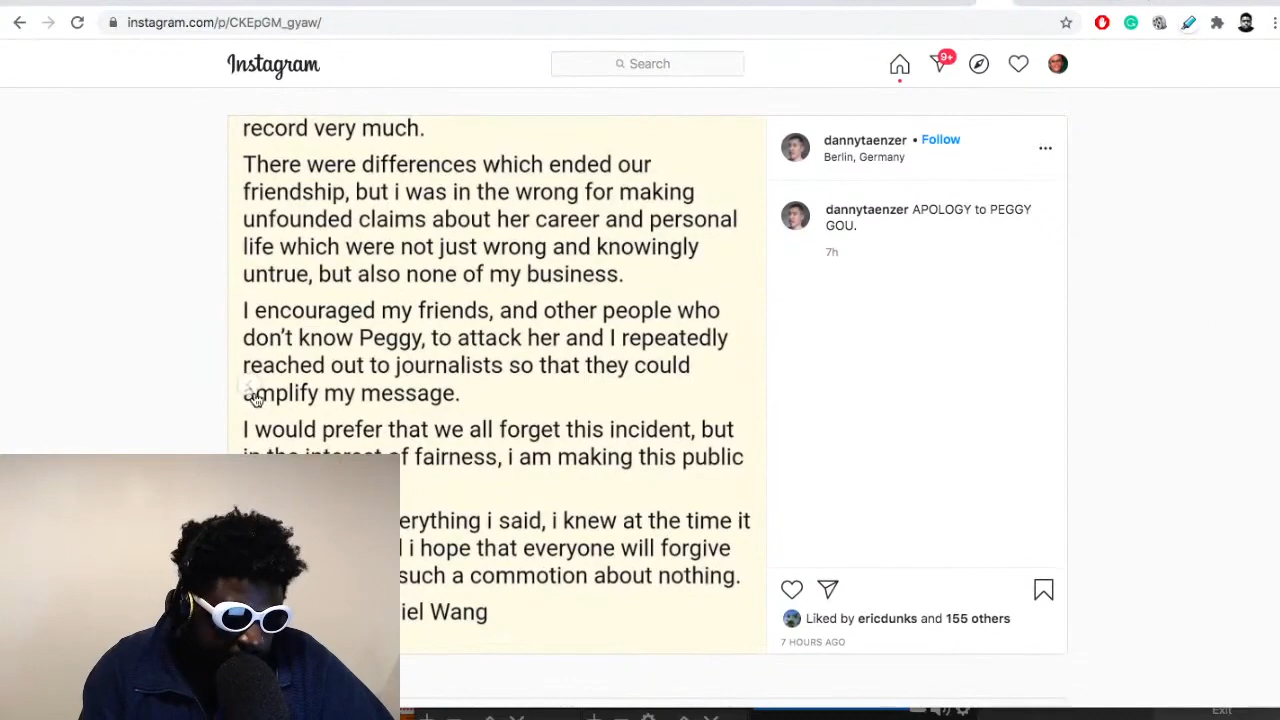 instagram.com/p/CKEpGM_gyaw/
Instagram
Search
9+
record very much.
There were differences which ended our
friendship, but i was in the wrong for making
unfounded claims about her career and personal
life which were not just wrong and knowingly
untrue, but also none of my business.
I encouraged my friends, and other people who
don't know Peggy, to attack her and I repeatedly
reached out to journalists so that they could
amplify my message.
I would prefer that we all forget this incident, but
in the interest of fairness, i am making this public
erything i said, i knew at the time it
i hope that everyone will forgive
such a commotion about nothing.
iel Wang
dannytaenzer • Follow
Berlin, Germany
dannytaenzer APOLOGY to PEGGY
GOU.
7h
Liked by ericdunks and 155 others
7 HOURS AGO
Exit